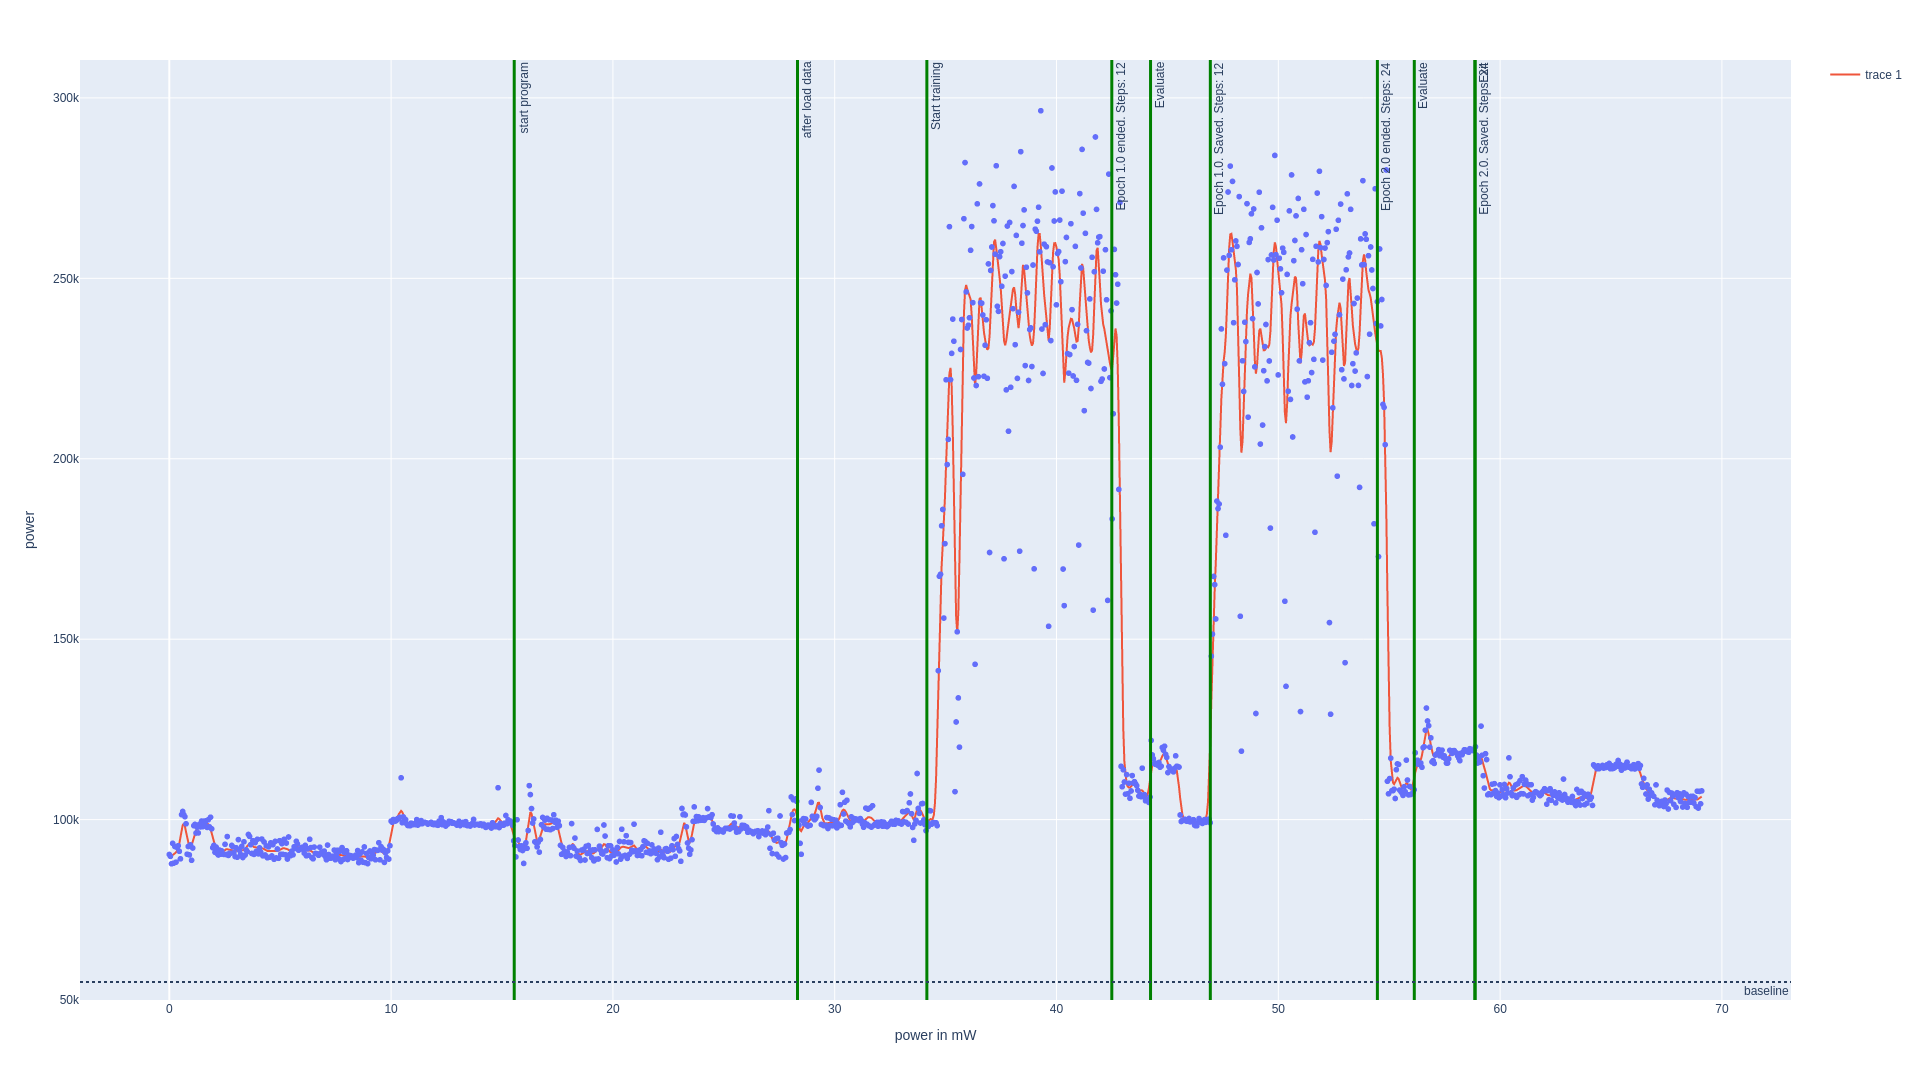 start program
after load data
Start training
Epoch 1.0 ended. Steps: 12
Evaluate
Epoch 1.0. Saved. Steps: 12
Epoch 2.0 ended. Steps: 24
Evaluate
Epoch 2.0. Saved. Steps: 24
Exit
trace 1
300k
250k
200k
150k
100k
50k
power
baseline
0
10
20
30
40
50
60
70
power in mW